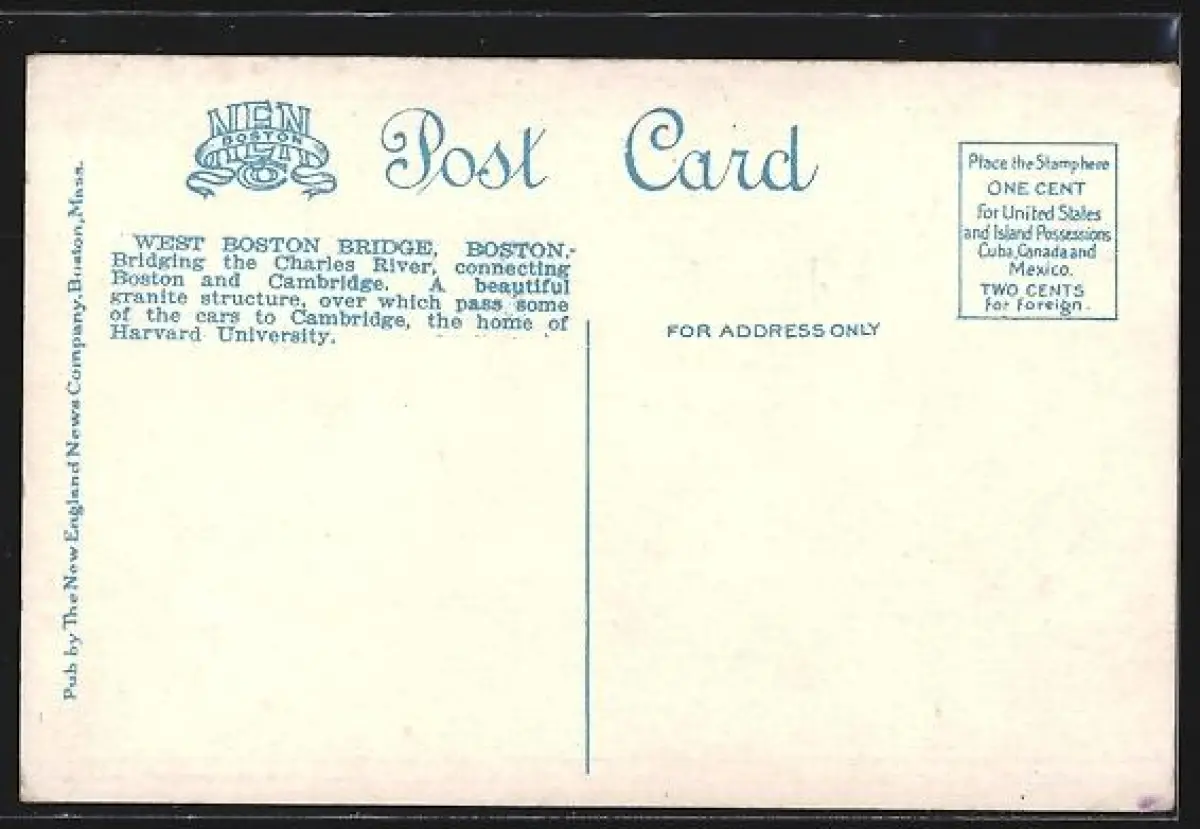 NEN
BOSTON
Post Card
WEST BOSTON BRIDGE, BOSTON.-
Bridging the Charles River, connecting
Boston and Cambridge. A beautiful
granite structure, over which pass some
of the cars to Cambridge, the home of
Harvard University.
Place the Stamp here
ONE CENT
For United States
and Island Possessions
Cuba, Canada and
Mexico.
TWO CENTS
for Foreign.
FOR ADDRESS ONLY
Pub by The New England News Company, Boston, Mass.